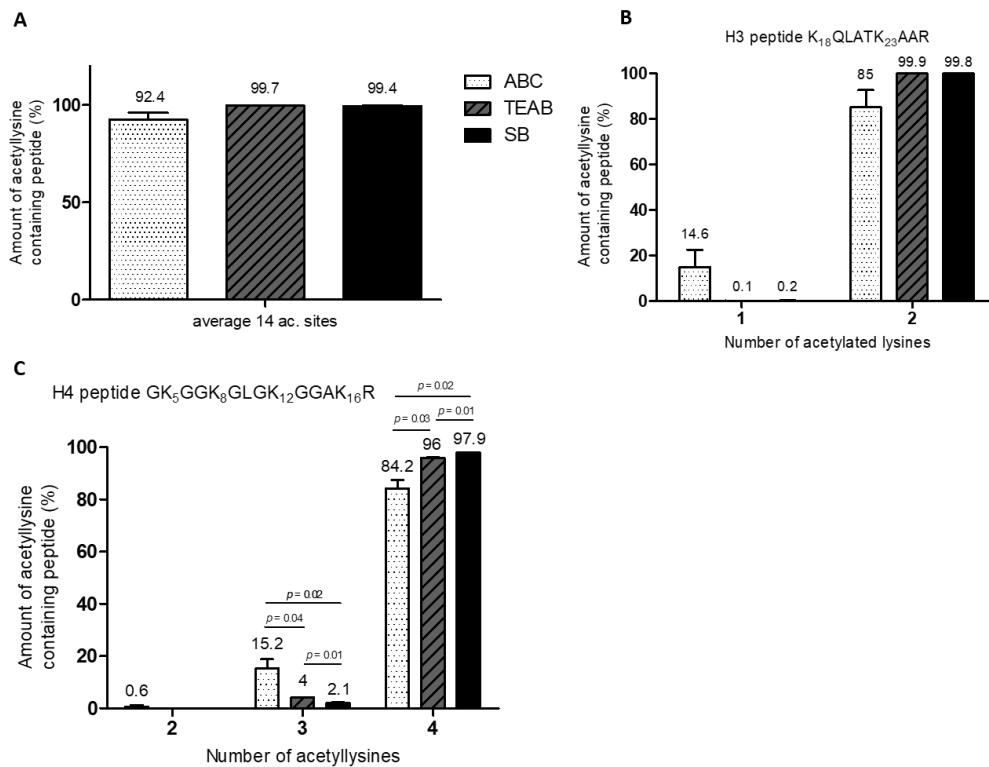 A
92.4
99.7
99.4
100
50
0
Amount of acetyllysine
containing peptide (%)
average 14 ac. sites
ABC
TEAB
SB
B
H3 peptide K₁₈QLATK₂₃AAR
14.6
0.1
0.2
85
99.9
99.8
100
80
60
40
20
0
Amount of acetyllysine
containing peptide (%)
1 2
Number of acetylated lysines
C
H4 peptide GK₅GGK₈GLGK₁₂GGAK₁₆R
p = 0.02
p = 0.03
p = 0.01
84.2
96
97.9
p = 0.02
p = 0.04
p = 0.01
15.2
4
2.1
0.6
100
80
60
40
20
0
Amount of acetyllysine
containing peptide (%)
2 3 4
Number of acetyllysines